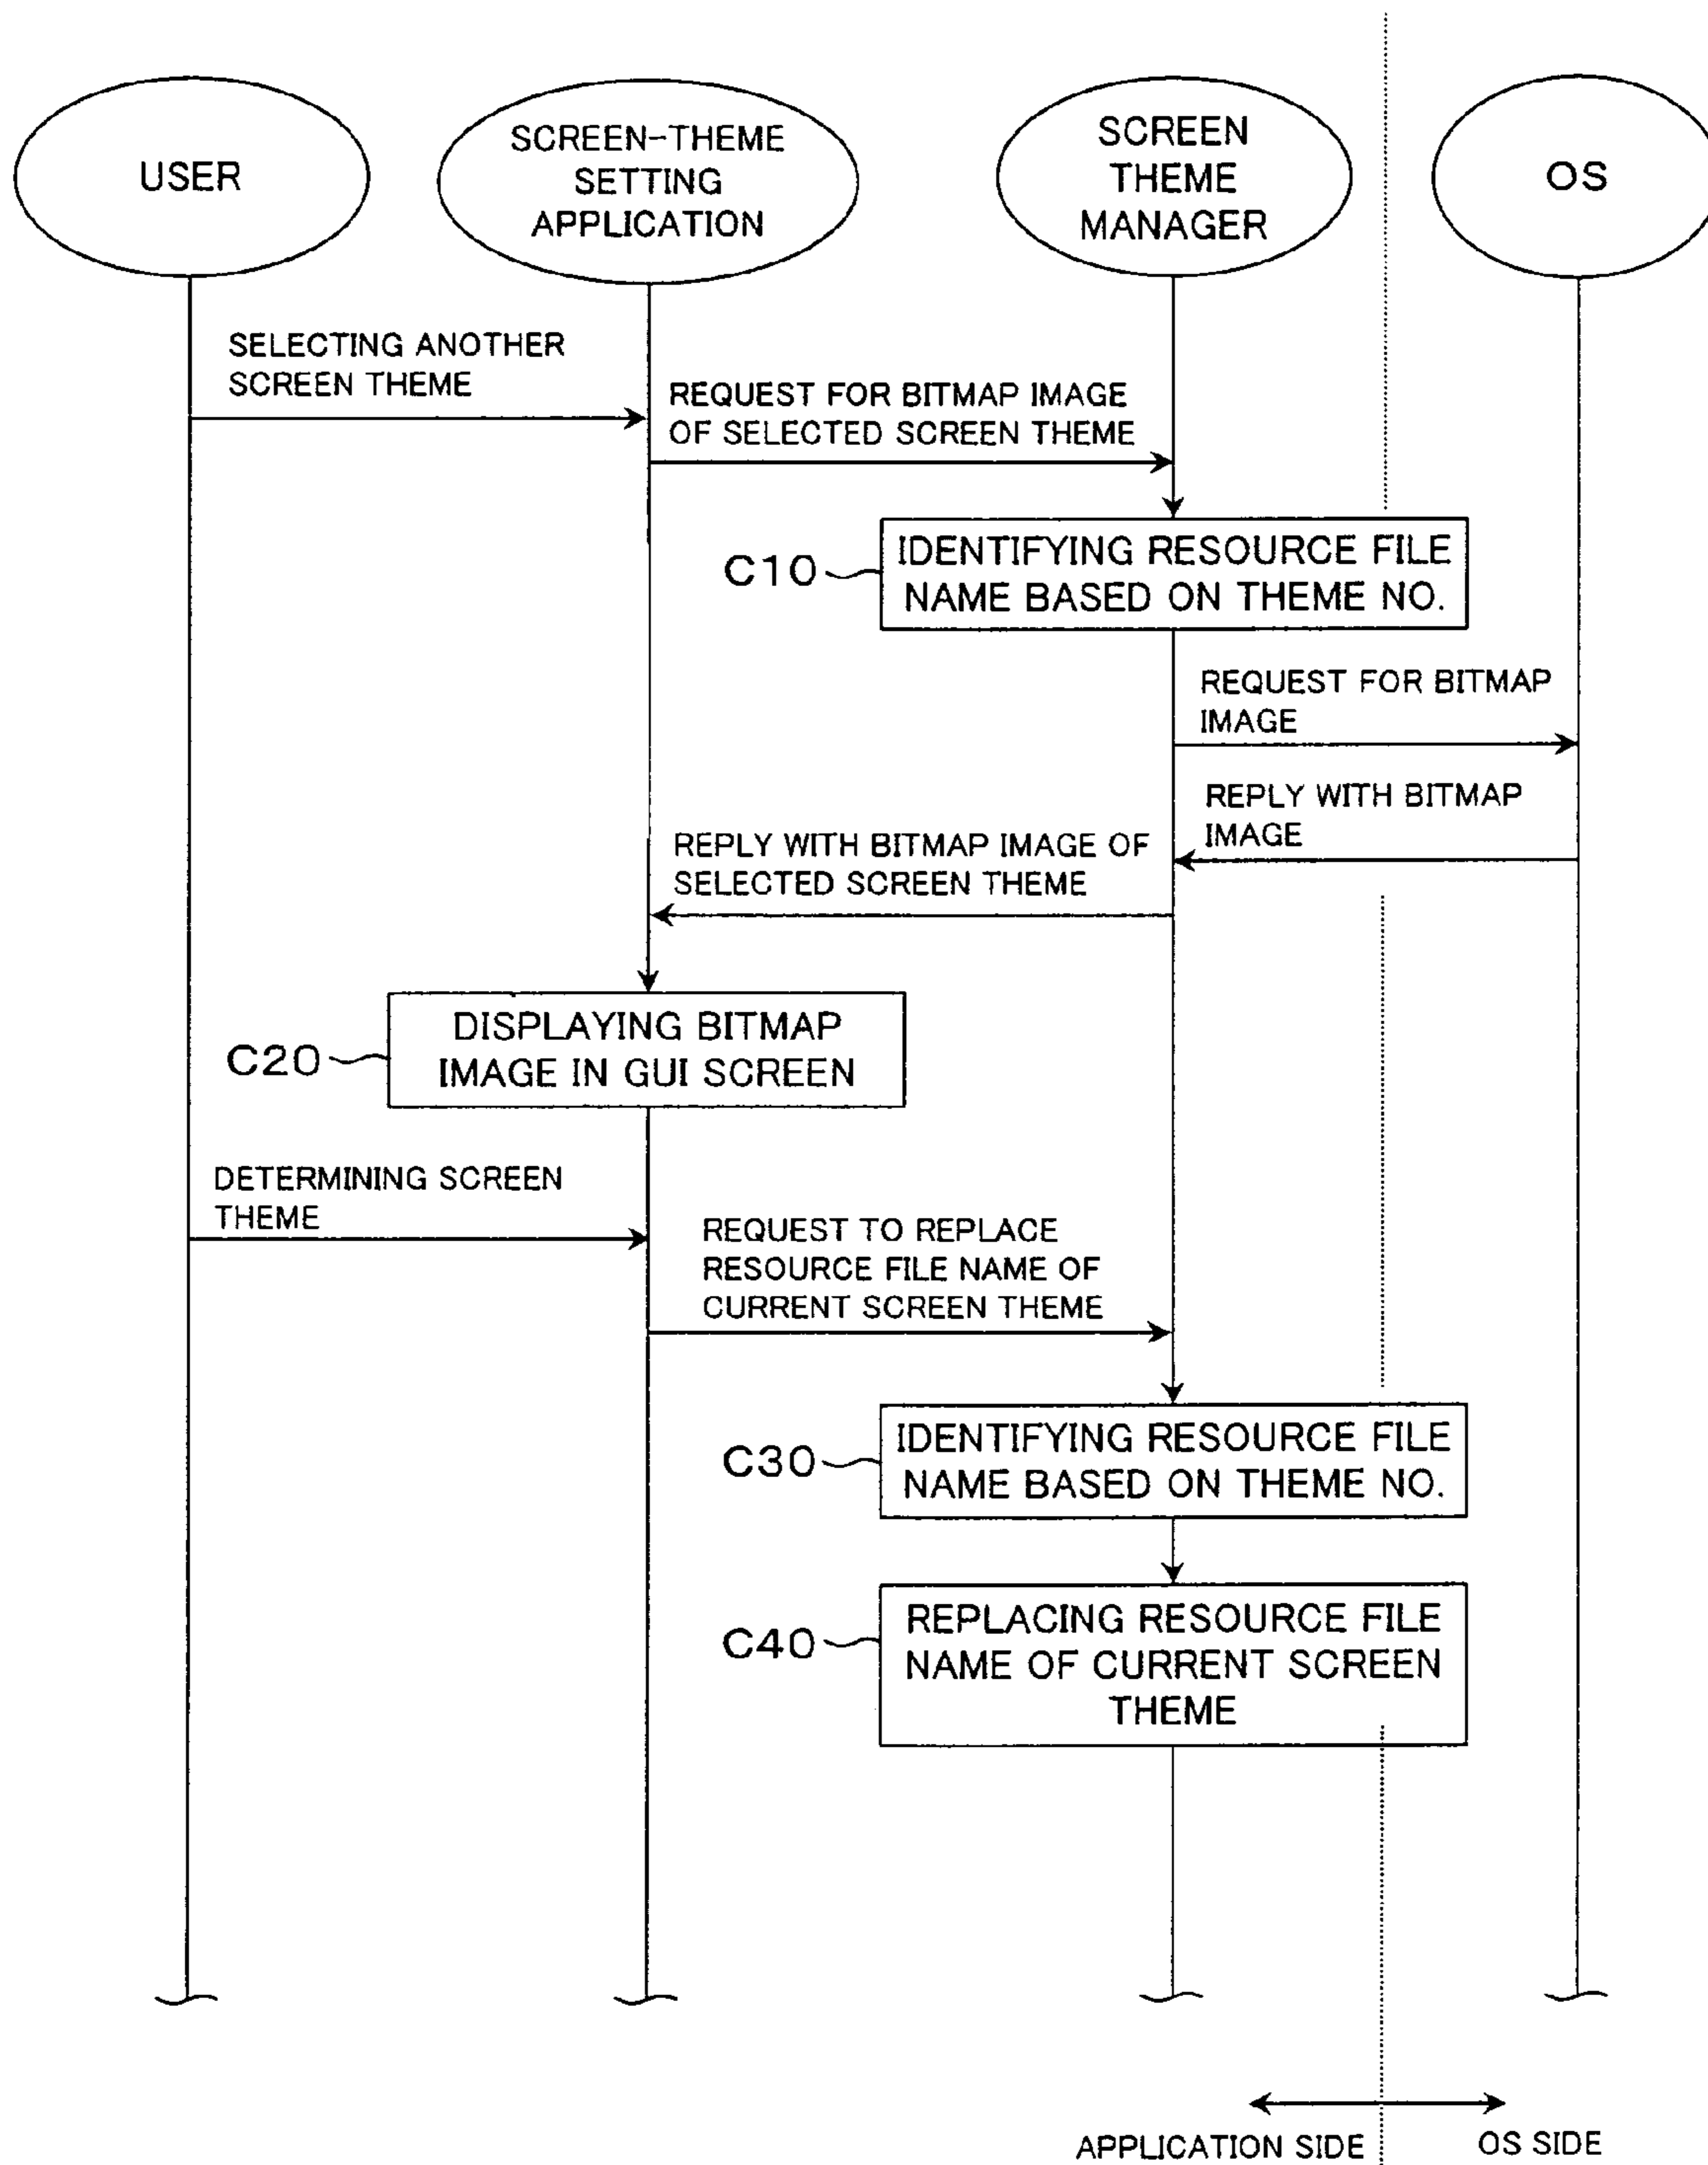 USER
SCREEN-THEME
SETTING
APPLICATION
SCREEN
THEME
MANAGER
OS
SELECTING ANOTHER
SCREEN THEME
REQUEST FOR BITMAP IMAGE
OF SELECTED SCREEN THEME
C10
IDENTIFYING RESOURCE FILE
NAME BASED ON THEME NO.
REQUEST FOR BITMAP
IMAGE
REPLY WITH BITMAP
IMAGE
REPLY WITH BITMAP IMAGE OF
SELECTED SCREEN THEME
C20
DISPLAYING BITMAP
IMAGE IN GUI SCREEN
DETERMINING SCREEN
THEME
REQUEST TO REPLACE
RESOURCE FILE NAME OF
CURRENT SCREEN THEME
C30
IDENTIFYING RESOURCE FILE
NAME BASED ON THEME NO.
C40
REPLACING RESOURCE FILE
NAME OF CURRENT SCREEN
THEME
APPLICATION SIDE
OS SIDE